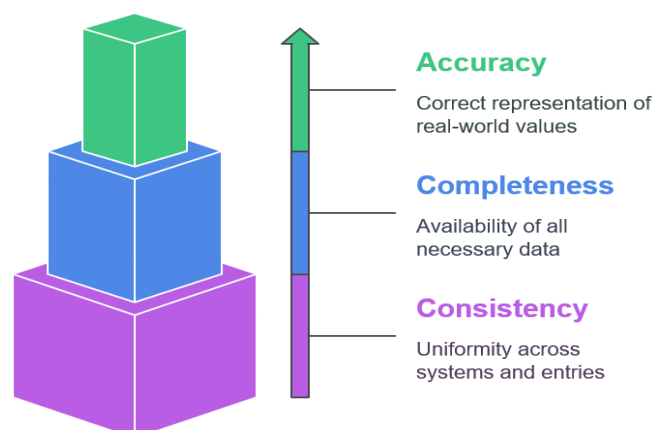 Accuracy
Correct representation of
real-world values
Completeness
Availability of all
necessary data
Consistency
Uniformity across
systems and entries